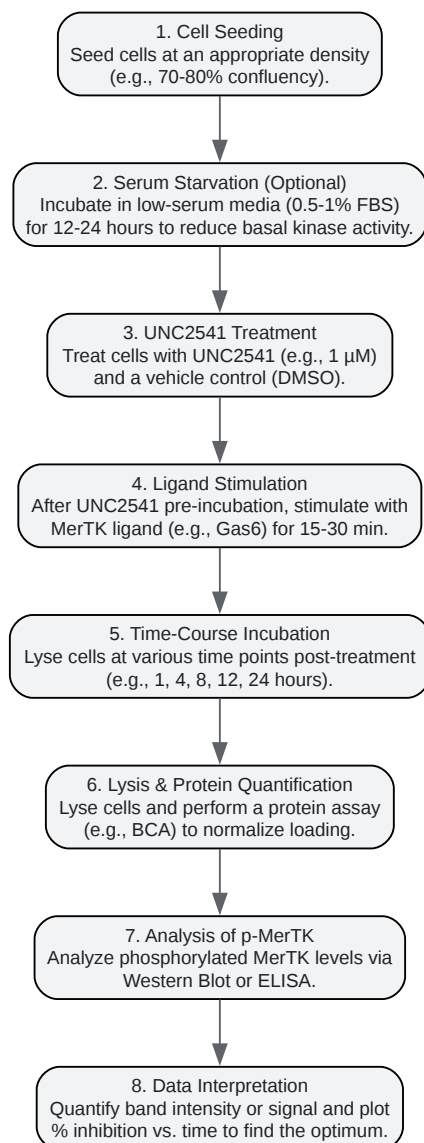 1. Cell Seeding
Seed cells at an appropriate density
(e.g., 70-80% confluency).
2. Serum Starvation (Optional)
Incubate in low-serum media (0.5-1% FBS)
for 12-24 hours to reduce basal kinase activity.
3. UNC2541 Treatment
Treat cells with UNC2541 (e.g., 1 µM)
and a vehicle control (DMSO).
4. Ligand Stimulation
After UNC2541 pre-incubation, stimulate with
MerTK ligand (e.g., Gas6) for 15-30 min.
5. Time-Course Incubation
Lyse cells at various time points post-treatment
(e.g., 1, 4, 8, 12, 24 hours).
6. Lysis & Protein Quantification
Lyse cells and perform a protein assay
(e.g., BCA) to normalize loading.
7. Analysis of p-MerTK
Analyze phosphorylated MerTK levels via
Western Blot or ELISA.
8. Data Interpretation
Quantify band intensity or signal and plot
% inhibition vs. time to find the optimum.